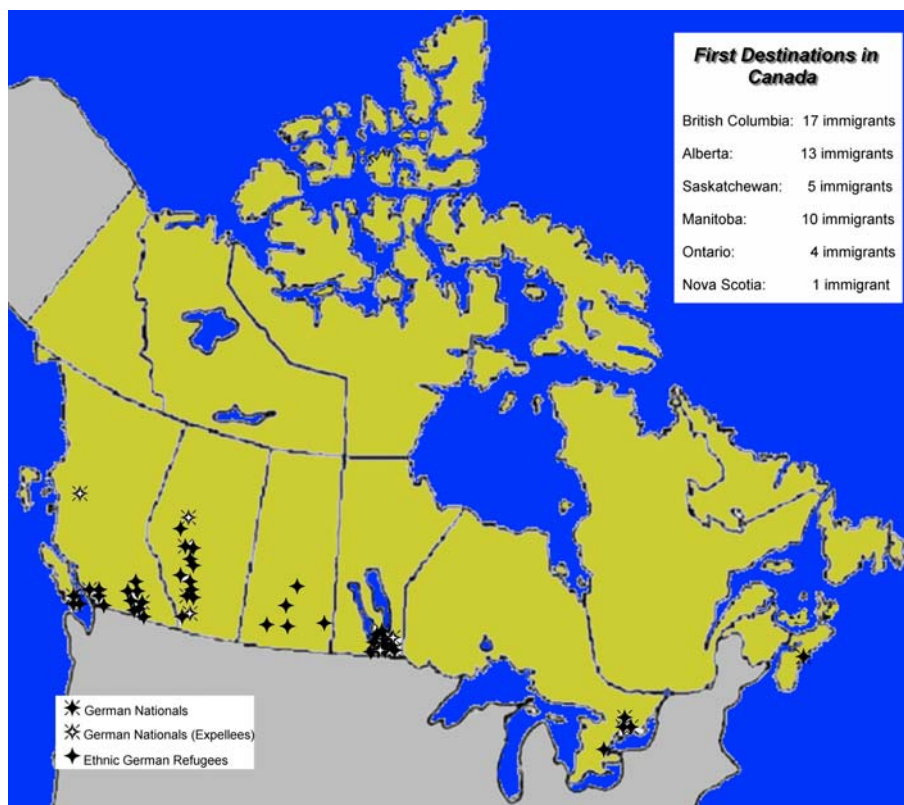 First Destinations in
Canada
British Columbia: 17 immigrants
Alberta: 13 immigrants
Saskatchewan: 5 immigrants
Manitoba: 10 immigrants
Ontario: 4 immigrants
Nova Scotia: 1 immigrant
German Nationals
German Nationals (Expellees)
Ethnic German Refugees